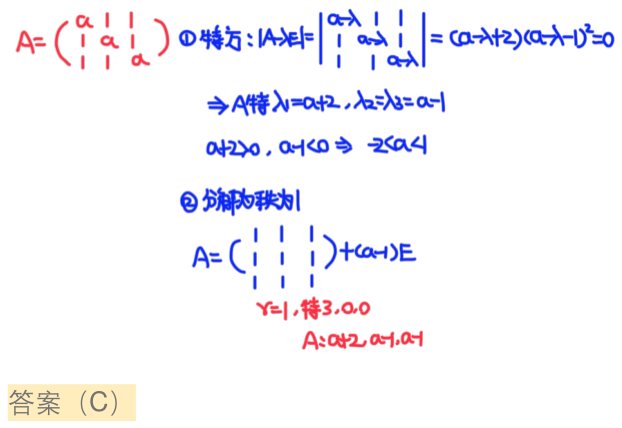 A=(a 1 1
1 a 1
1 1 a) ①特方:|A-λE|=|a-λ 1 1
1 a-λ 1
1 1 a-λ|=(a-λ+2)(a-λ-1)²=0
⇒A特λ₁=a+2,λ₂=λ₃=a-1
a+2>0,a-1<0⇒-2<a<1
②分解为秩为1
A=(1 1 1
1 1 1
1 1 1)+(a-1)E
r=1,特3,0,0
A:a+2,a-1,a-1
答案(C)